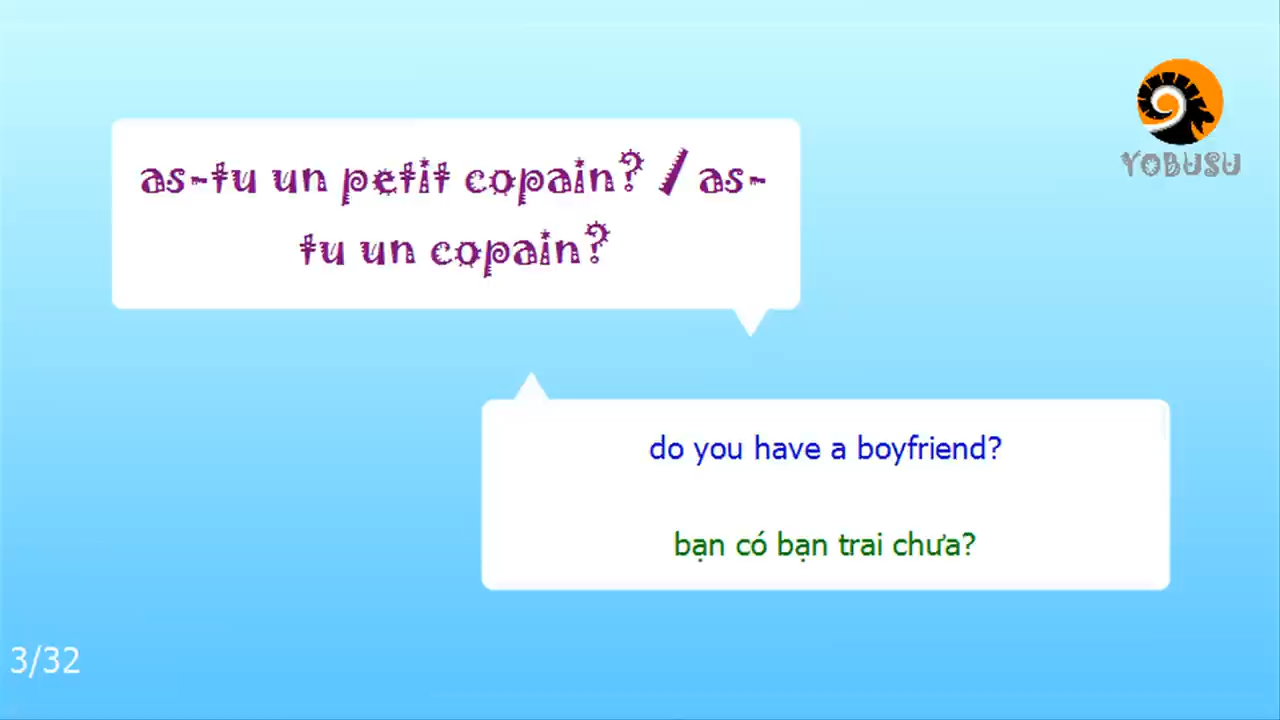 YOBUSU
as-tu un petit copain? / as-
tu un copain?
do you have a boyfriend?
bạn có bạn trai chưa?
3/32